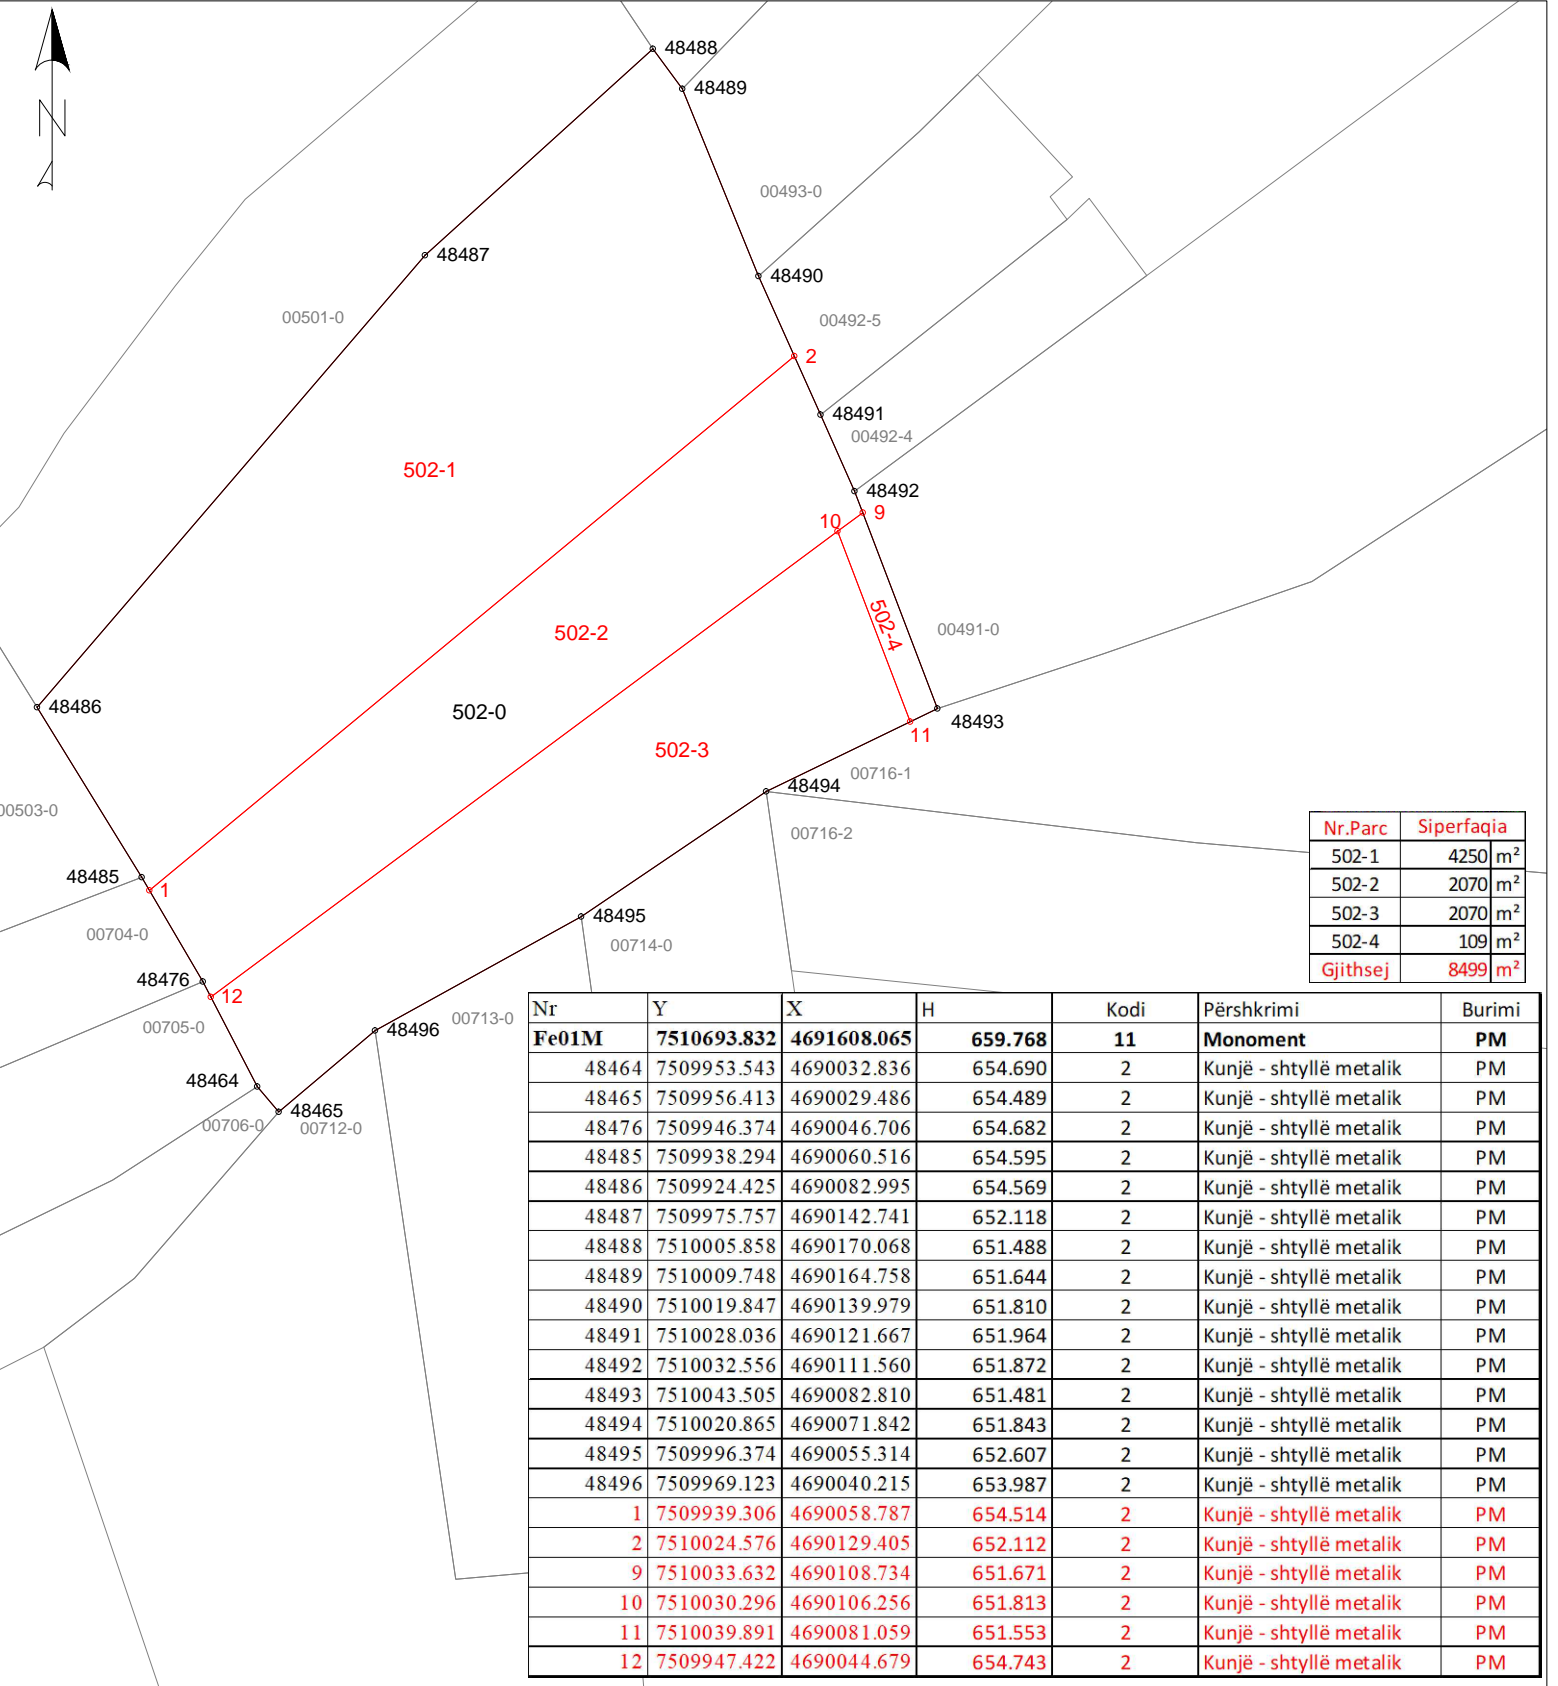 N
48488
48489
00493-0
48487
48490
00501-0
00492-5
2
48491
00492-4
502-1
48492
10
9
502-4
00491-0
502-2
48486
502-0
48493
11
502-3
00716-1
48494
00503-0
00716-2
48485
1
00704-0
48495
00714-0
48476
12
00705-0
00713-0
48496
48464
48465
00706-0
00712-0
Nr.Parc Siperfaqia
502-1 4250 m²
502-2 2070 m²
502-3 2070 m²
502-4 109 m²
Gjithsej 8499 m²
Nr Y X H Kodi Përshkrimi Burimi
Fe01M 7510693.832 4691608.065 659.768 11 Monoment PM
48464 7509953.543 4690032.836 654.690 2 Kunjë - shtyllë metalik PM
48465 7509956.413 4690029.486 654.489 2 Kunjë - shtyllë metalik PM
48476 7509946.374 4690046.706 654.682 2 Kunjë - shtyllë metalik PM
48485 7509938.294 4690060.516 654.595 2 Kunjë - shtyllë metalik PM
48486 7509924.425 4690082.995 654.569 2 Kunjë - shtyllë metalik PM
48487 7509975.757 4690142.741 652.118 2 Kunjë - shtyllë metalik PM
48488 7510005.858 4690170.068 651.488 2 Kunjë - shtyllë metalik PM
48489 7510009.748 4690164.758 651.644 2 Kunjë - shtyllë metalik PM
48490 7510019.847 4690139.979 651.810 2 Kunjë - shtyllë metalik PM
48491 7510028.036 4690121.667 651.964 2 Kunjë - shtyllë metalik PM
48492 7510032.556 4690111.560 651.872 2 Kunjë - shtyllë metalik PM
48493 7510043.505 4690082.810 651.481 2 Kunjë - shtyllë metalik PM
48494 7510020.865 4690071.842 651.843 2 Kunjë - shtyllë metalik PM
48495 7509996.374 4690055.314 652.607 2 Kunjë - shtyllë metalik PM
48496 7509969.123 4690040.215 653.987 2 Kunjë - shtyllë metalik PM
1 7509939.306 4690058.787 654.514 2 Kunjë - shtyllë metalik PM
2 7510024.576 4690129.405 652.112 2 Kunjë - shtyllë metalik PM
9 7510033.632 4690108.734 651.671 2 Kunjë - shtyllë metalik PM
10 7510030.296 4690106.256 651.813 2 Kunjë - shtyllë metalik PM
11 7510039.891 4690081.059 651.553 2 Kunjë - shtyllë metalik PM
12 7509947.422 4690044.679 654.743 2 Kunjë - shtyllë metalik PM